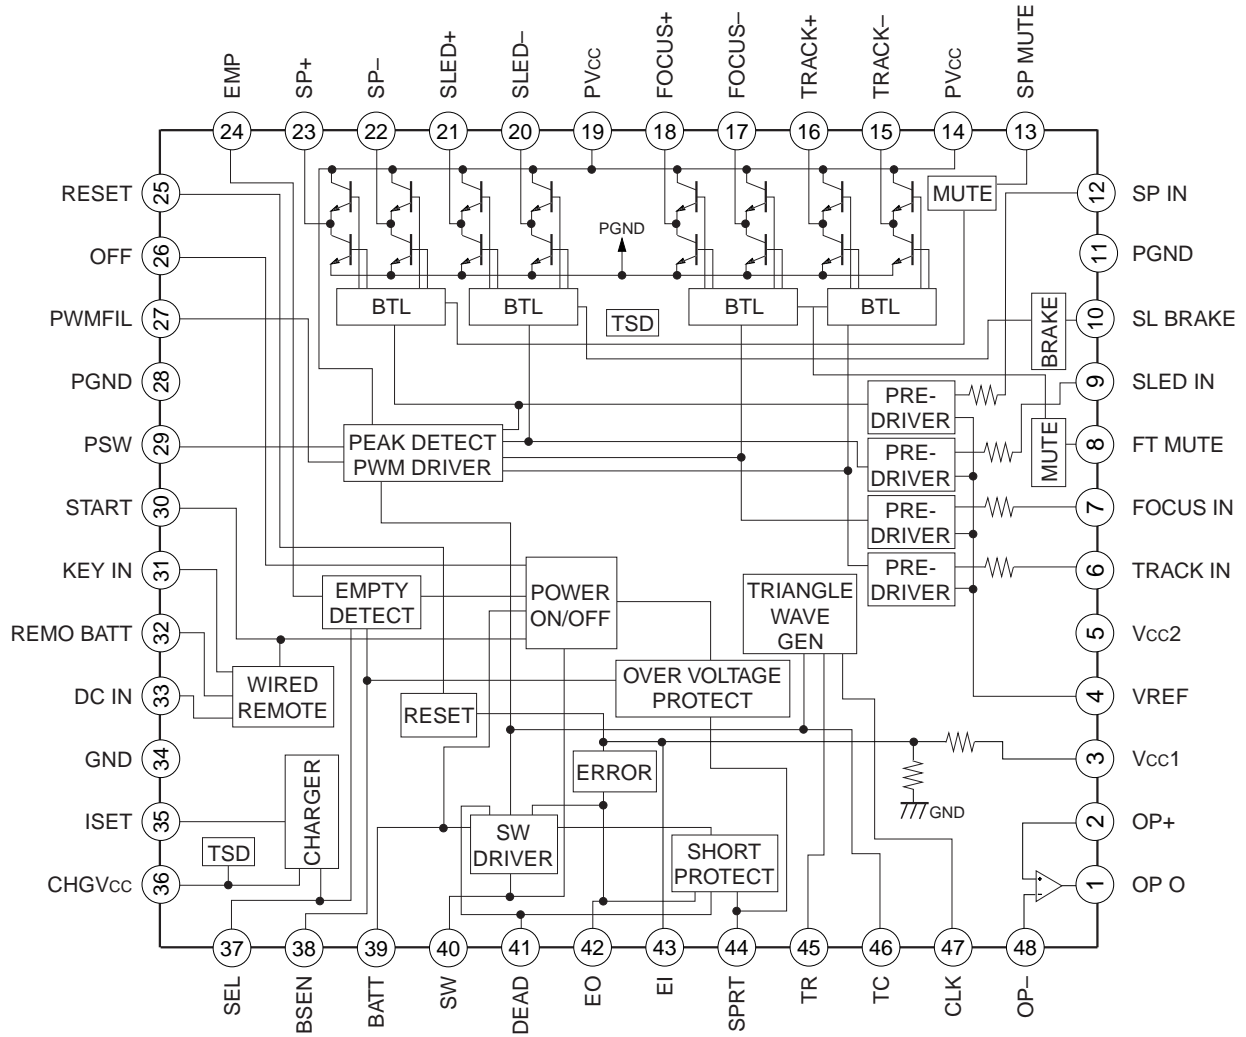 EMP
SP+
SP–
SLED+
SLED–
PVCC
FOCUS+
FOCUS–
TRACK+
TRACK–
PVCC
SP MUTE
24
23
22
21
20
19
18
17
16
15
14
13
RESET
25
MUTE
12
SP IN
OFF
26
PGND
11
PGND
BTL
BTL
BTL
BTL
PWMFIL
27
TSD
BRAKE
10
SL BRAKE
PGND
28
PRE-
DRIVER
9
SLED IN
PSW
29
PEAK DETECT
PWM DRIVER
PRE-
DRIVER
MUTE
8
FT MUTE
START
30
PRE-
DRIVER
7
FOCUS IN
KEY IN
31
EMPTY
DETECT
POWER
ON/OFF
TRIANGLE
WAVE
GEN
PRE-
DRIVER
6
TRACK IN
REMO BATT
32
5
VCC2
DC IN
33
WIRED
REMOTE
RESET
OVER VOLTAGE
PROTECT
4
VREF
GND
34
ERROR
3
VCC1
ISET
35
CHARGER
GND
2
OP+
TSD
SW
DRIVER
SHORT
PROTECT
CHGVCC
36
1
OP O
37
38
39
40
41
42
43
44
45
46
47
48
SEL
BSEN
BATT
SW
DEAD
EO
EI
SPRT
TR
TC
CLK
OP–